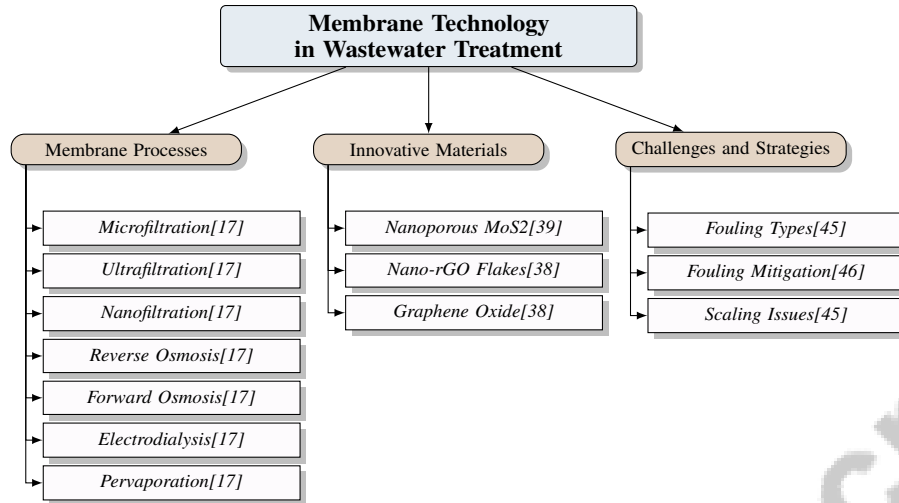 Membrane Technology
in Wastewater Treatment
Membrane Processes
Microfiltration[17]
Ultrafiltration[17]
Nanofiltration[17]
Reverse Osmosis[17]
Forward Osmosis[17]
Electrodialysis[17]
Pervaporation[17]
Innovative Materials
Nanoporous MoS2[39]
Nano-rGO Flakes[38]
Graphene Oxide[38]
Challenges and Strategies
Fouling Types[45]
Fouling Mitigation[46]
Scaling Issues[45]